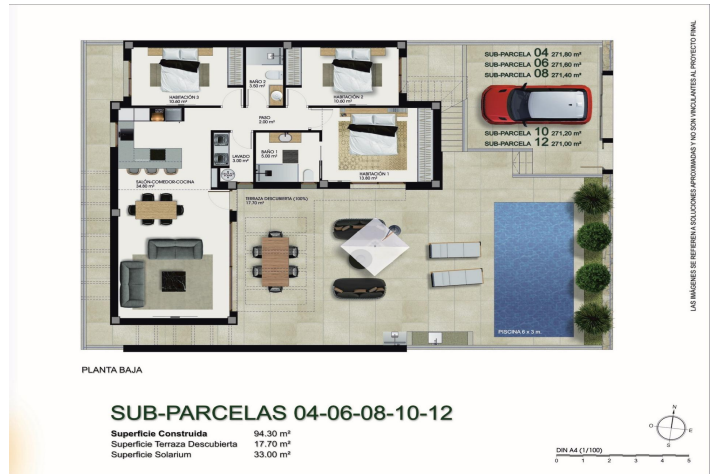 SUB-PARCELA 04 271,80 m²
SUB-PARCELA 06 271,60 m²
SUB-PARCELA 08 271,40 m²
SUB-PARCELA 10 271,20 m²
SUB-PARCELA 12 271,00 m²
HABITACIÓN 3
10.60 m²
BAÑO 2
3.50 m²
HABITACIÓN 2
10.60 m²
PASO
2.00 m²
LAVADO
3.00 m²
BAÑO 1
5.00 m²
HABITACIÓN 1
13.80 m²
SALÓN-COMEDOR-COCINA
34.80 m²
TERRAZA DESCUBIERTA (100%)
17.70 m²
PISCINA 6 x 3 m.
LAS IMÁGENES SE REFIEREN A SOLUCIONES APROXIMADAS Y NO SON VINCULANTES AL PROYECTO FINAL
PLANTA BAJA
SUB-PARCELAS 04-06-08-10-12
Superficie Construida 94.30 m²
Superficie Terraza Descubierta 17.70 m²
Superficie Solarium 33.00 m²
N
O E
S
DIN A4 (1/100)
0 1 2 3 4 5